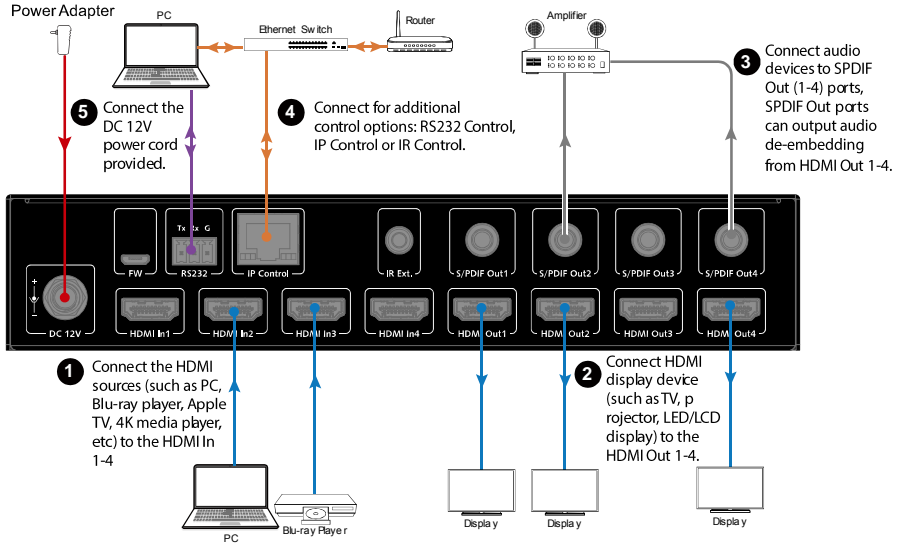 Power Adapter
PC
Ethernet Switch
Router
Amplifier
5
Connect the
DC 12V
power cord
provided.
4
Connect for additional
control options: RS232 Control,
IP Control or IR Control.
3
Connect audio
devices to SPDIF
Out (1-4) ports,
SPDIF Out ports
can output audio
de-embedding
from HDMI Out 1-4.
FW
Tx Rx G
RS232
IP Control
IR Ext.
S/PDIF Out1
S/PDIF Out2
S/PDIF Out3
S/PDIF Out4
+
–
DC 12V
HDMI In1
HDMI In2
HDMI In3
HDMI In4
HDMI Out1
HDMI Out2
HDMI Out3
HDMI Out4
1
Connect the HDMI
sources (such as PC,
Blu-ray player, Apple
TV, 4K media player,
etc) to the HDMI In
1-4
2
Connect HDMI
display device
(such as TV, p
rojector, LED/LCD
display) to the
HDMI Out 1-4.
PC
Blu-ray Player
Display
Display
Display